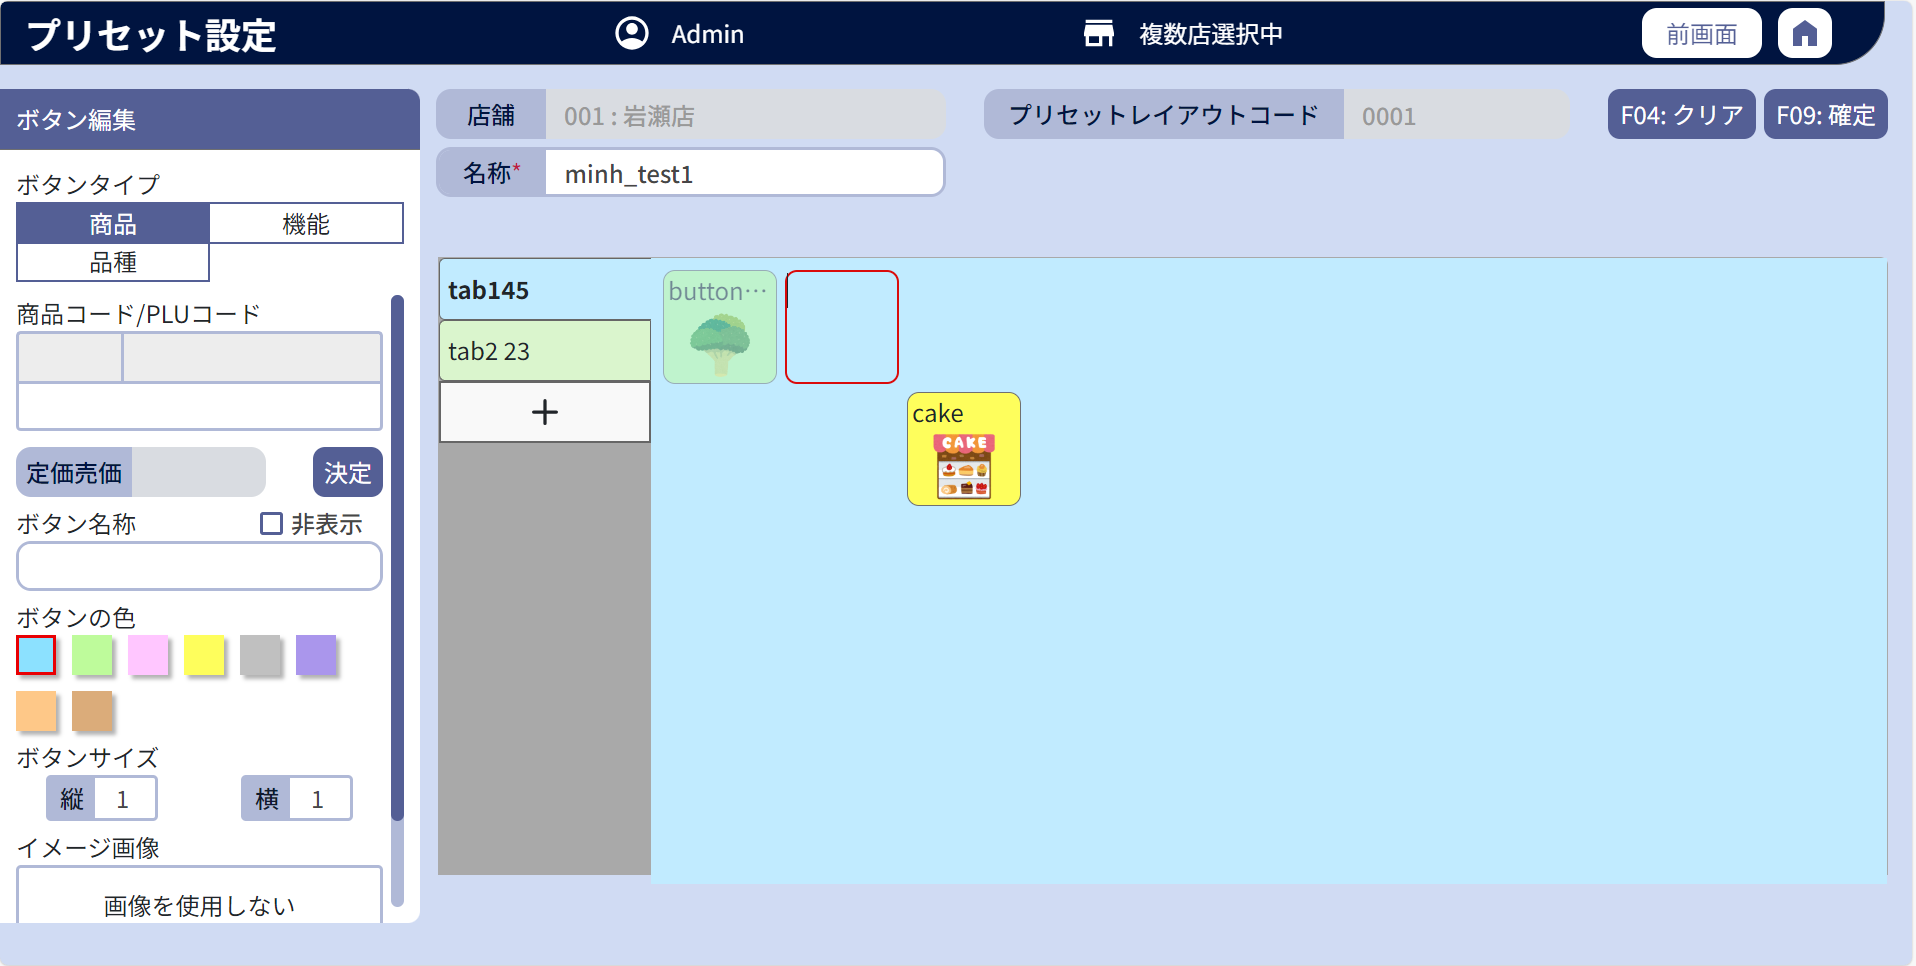 プリセット設定
Admin
複数店選択中
前画面
ボタン編集
店舗
001 : 岩瀬店
プリセットレイアウトコード
0001
F04: クリア
F09: 確定
名称*
minh_test1
ボタンタイプ
商品
機能
品種
商品コード/PLUコード
定価売価
決定
ボタン名称
非表示
ボタンの色
ボタンサイズ
縦
1
横
1
イメージ画像
画像を使用しない
tab145
tab2 23
+
button…
cake
CAKE